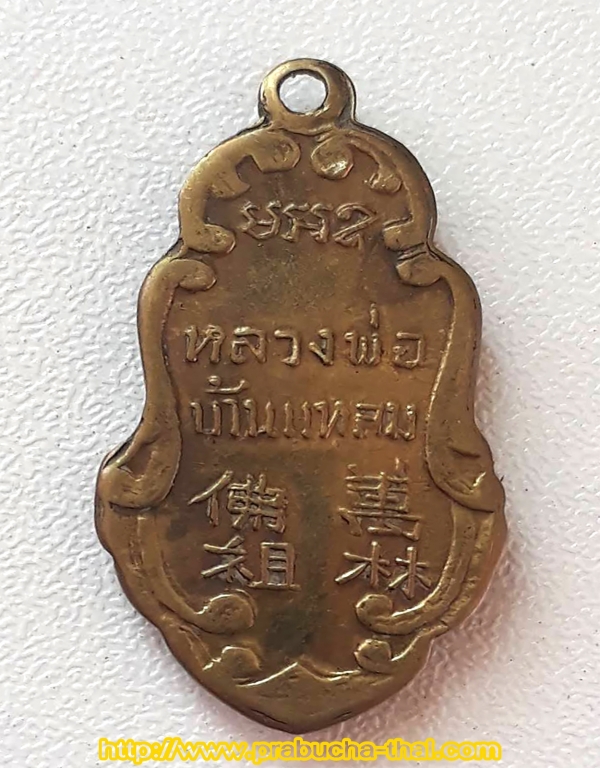 หลวงพ่อ
บ้านแหลม
萬林
佛祖
http://www.prabucha-thai.com